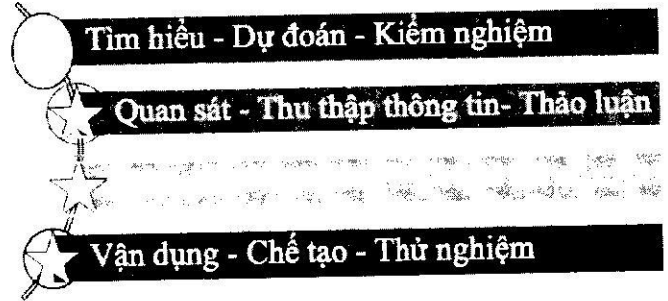 Tìm hiểu - Dự đoán - Kiểm nghiệm
Quan sát - Thu thập thông tin- Thảo luận
Vận dụng - Chế tạo - Thử nghiệm